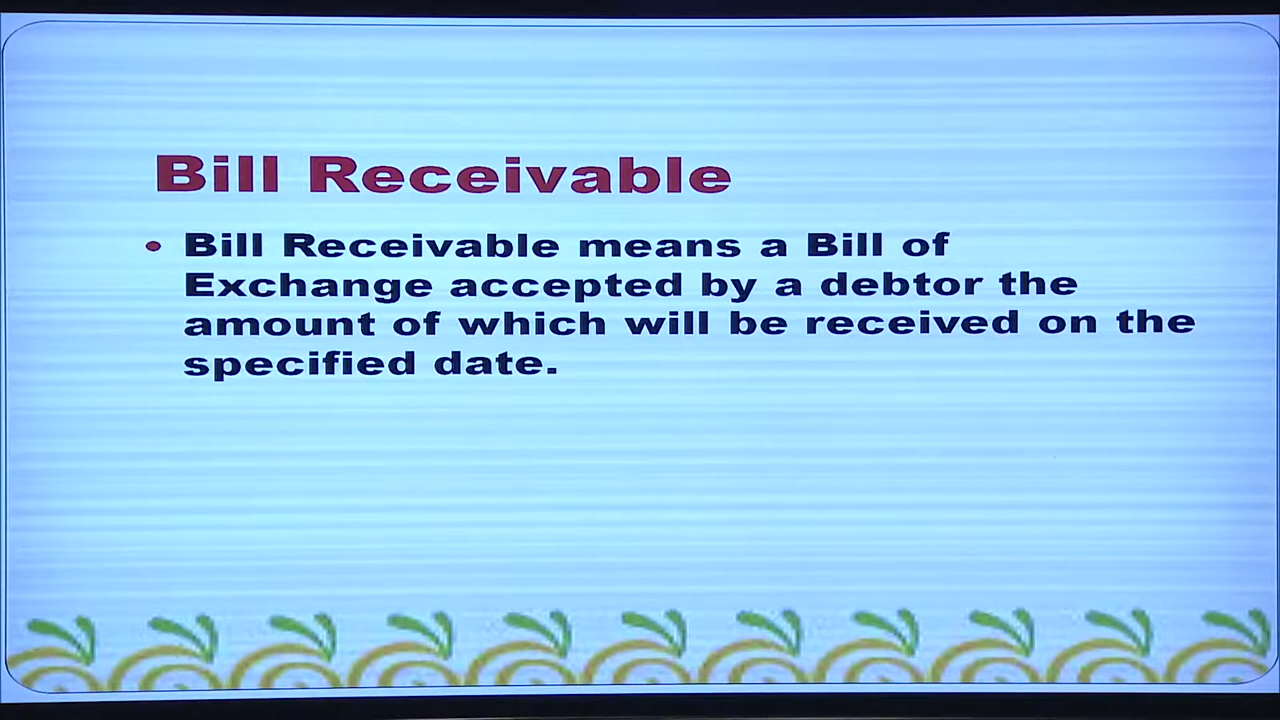 Bill Receivable
• Bill Receivable means a Bill of
Exchange accepted by a debtor the
amount of which will be received on the
specified date.